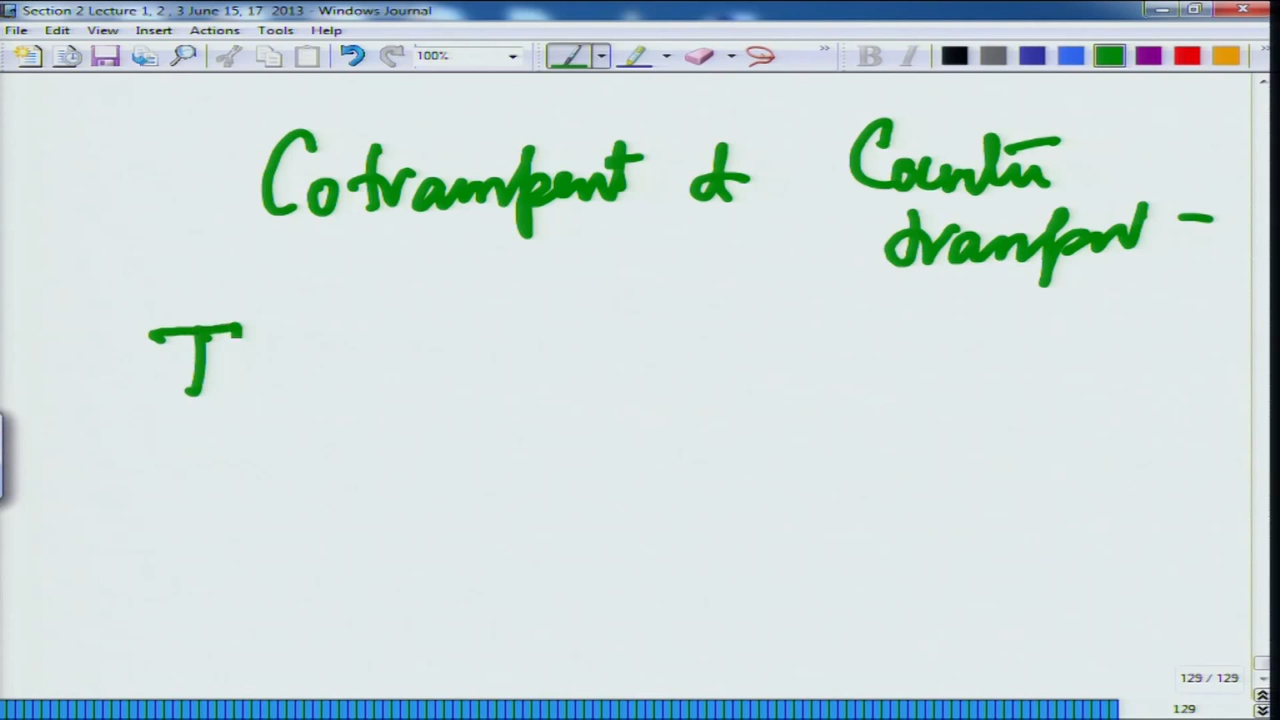 Section 2 Lecture 1, 2 , 3 June 15, 17 2013 - Windows Journal
File Edit View Insert Actions Tools Help
100% B I
Cotransport & Counter
transport -
T
129 / 129
129